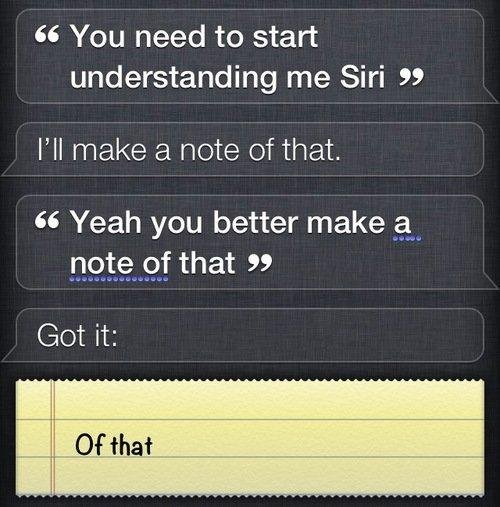 “ You need to start
understanding me Siri ”
I’ll make a note of that.
“ Yeah you better make a
note of that ”
Got it:
Of that